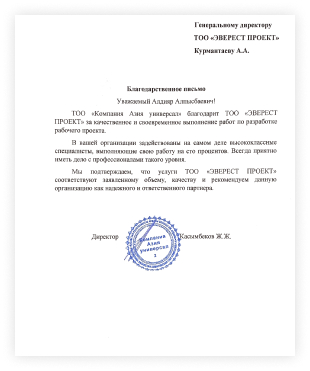 Генеральному директору
ТОО «ЭВЕРЕСТ ПРОЕКТ»
Курмантаеву А.А.
Благодарственное письмо
Уважаемый Алдияр Алпысбаевич!
ТОО «Компания Азия универсал» благодарит ТОО «ЭВЕРЕСТ
ПРОЕКТ» за качественное и своевременное выполнение работ по разработке
рабочего проекта.
В вашей организации задействованы на самом деле высококлассные
специалисты, выполняющие свою работу на сто процентов. Всегда приятно
иметь дело с профессионалами такого уровня.
Мы подтверждаем, что услуги ТОО «ЭВЕРЕСТ ПРОЕКТ»
соответствуют заявленному объему, качеству и рекомендуем данную
организацию как надежного и ответственного партнера.
Директор Касымбеков Ж.Ж.
Компания
Азия
универсал